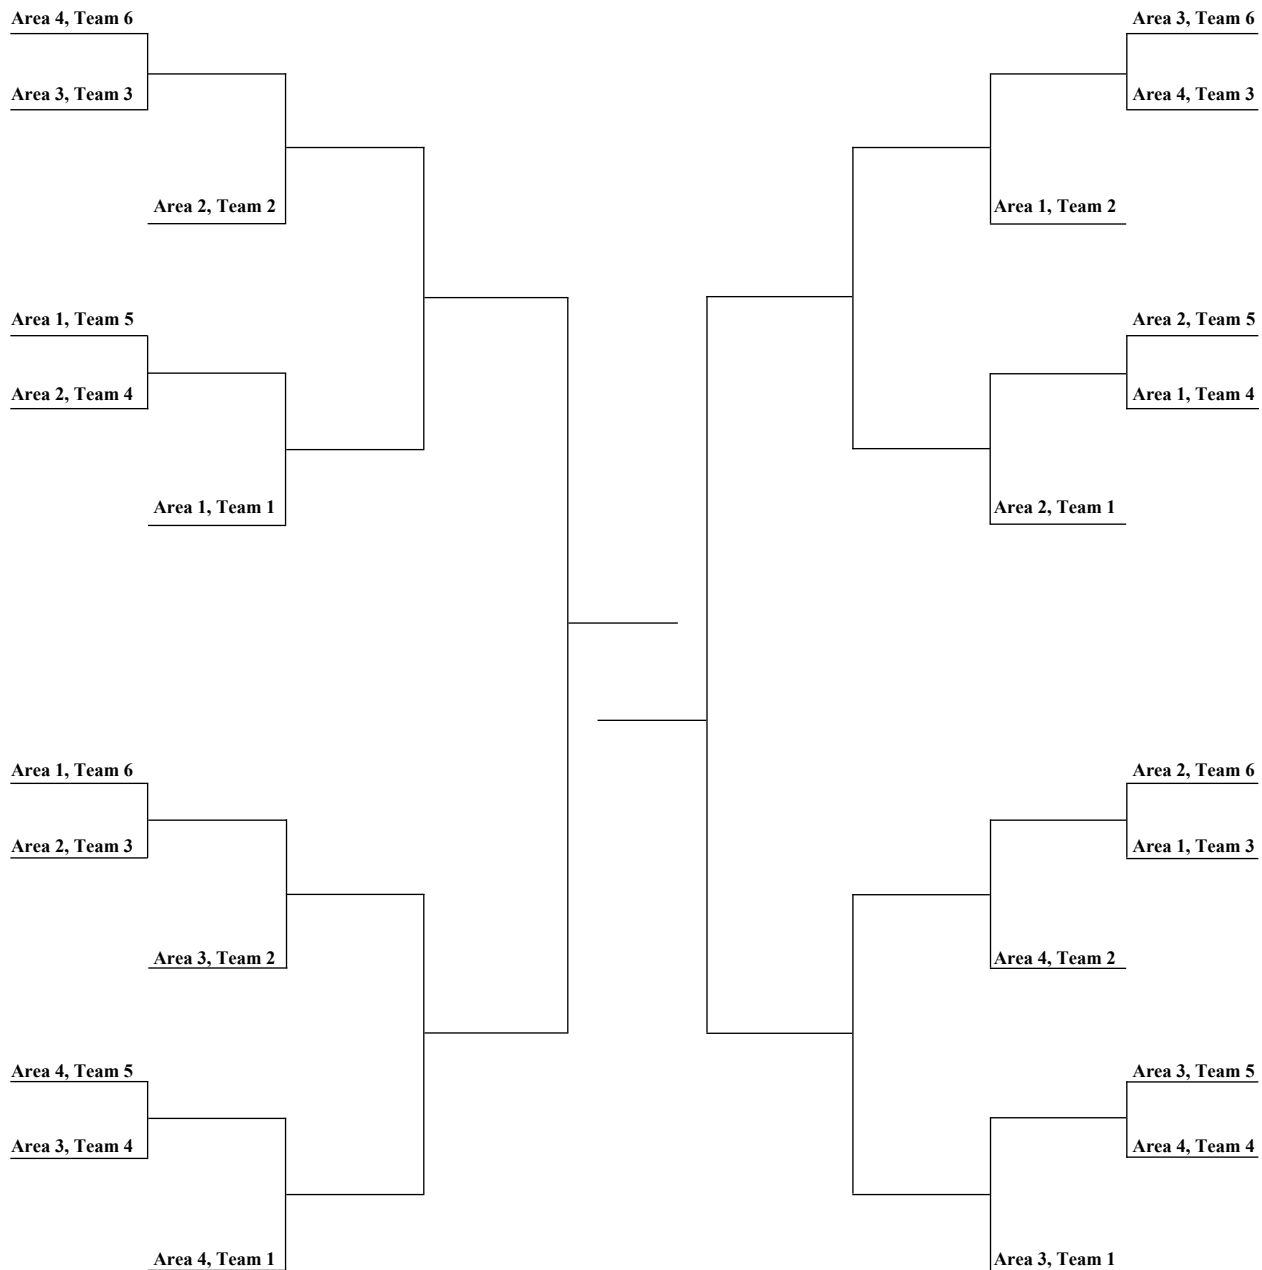 Area 4, Team 6
Area 3, Team 3
Area 2, Team 2
Area 1, Team 5
Area 2, Team 4
Area 1, Team 1
Area 1, Team 6
Area 2, Team 3
Area 3, Team 2
Area 4, Team 5
Area 3, Team 4
Area 4, Team 1
Area 3, Team 6
Area 4, Team 3
Area 1, Team 2
Area 2, Team 5
Area 1, Team 4
Area 2, Team 1
Area 2, Team 6
Area 1, Team 3
Area 4, Team 2
Area 3, Team 5
Area 4, Team 4
Area 3, Team 1